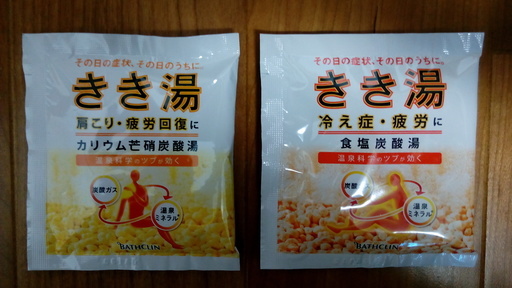 その日の症状、その日のうちに。
きき湯
肩こり・疲労回復に
カリウム芒硝炭酸湯
温泉科学のツブが効く
炭酸ガス
温泉
ミネラル*
BATHCLIN
その日の症状、その日のうちに。
きき湯
冷え症・疲労に
食塩炭酸湯
温泉科学のツブが効く
炭酸
温泉
ミネラル*
BATHCLIN